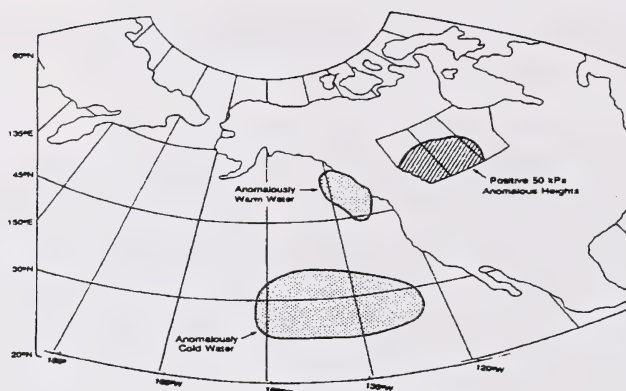 60°N
135°E
45°N
Anomalously
Warm Water
Positive 50 kPa
Anomalous Heights
150°E
30°N
Anomalously
Cold Water
20°N
165°W
135°W
120°W